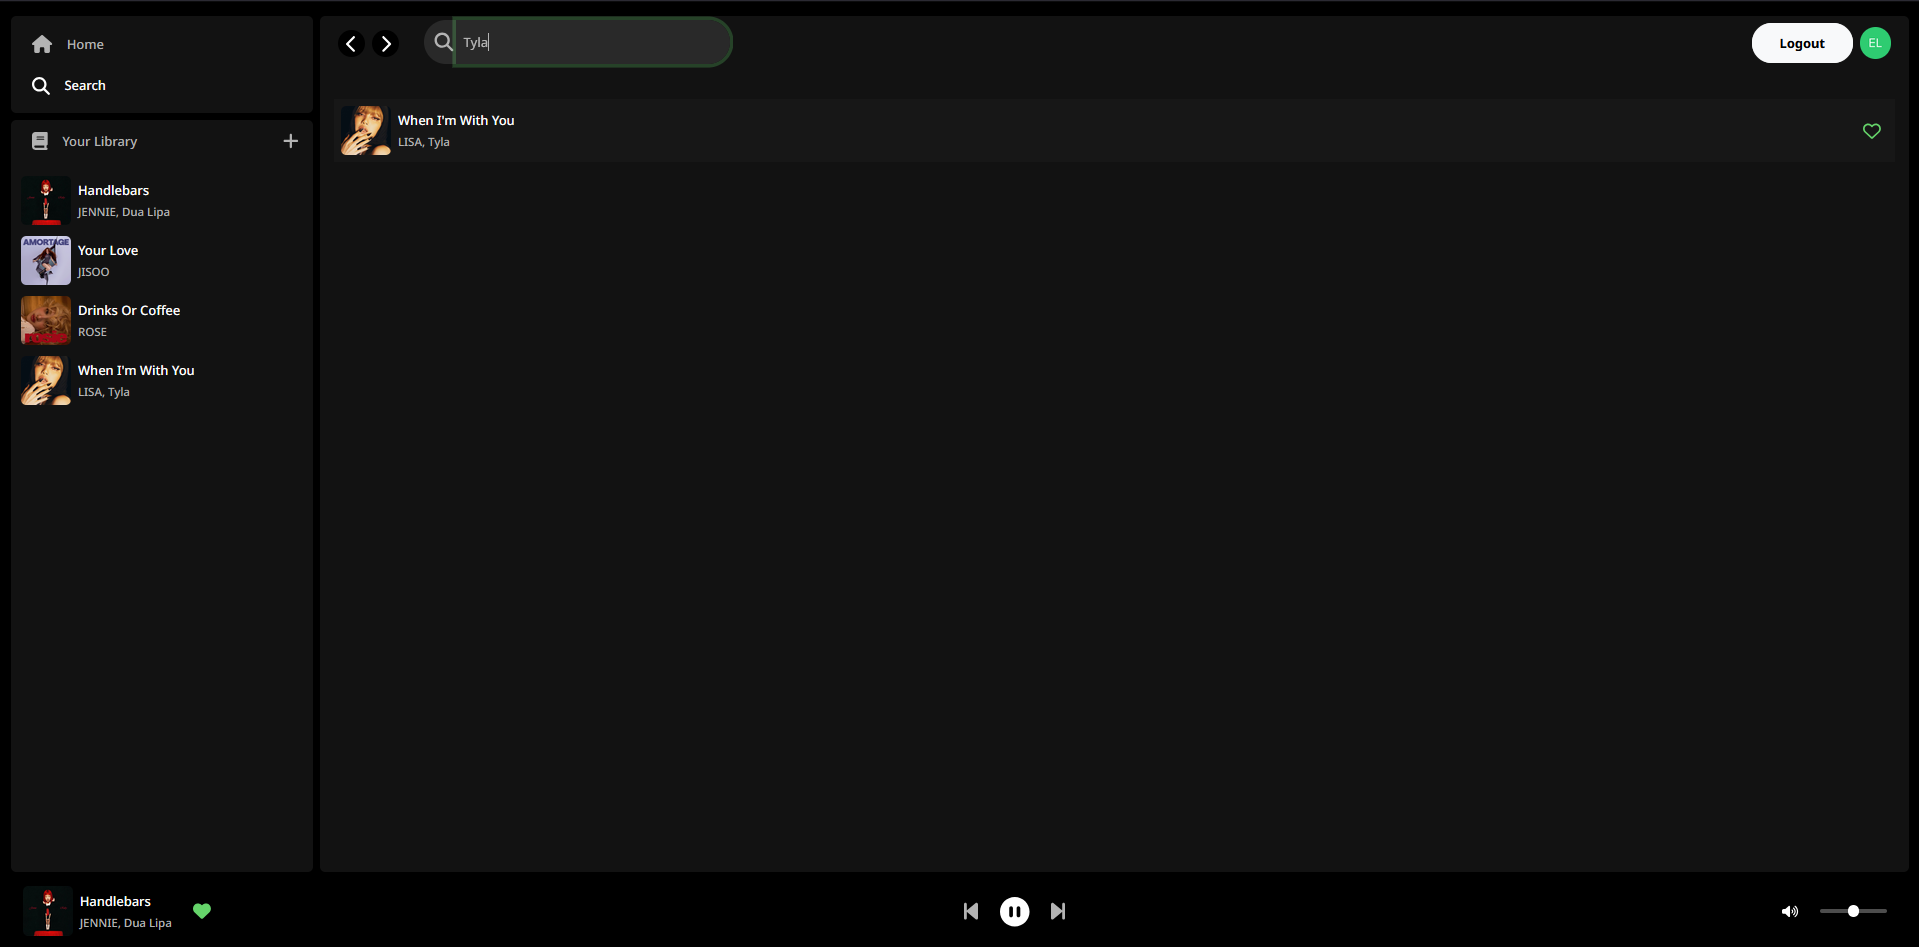 Home
Search
Your Library
Handlebars
JENNIE, Dua Lipa
AMORTAGE
Your Love
JISOO
Drinks Or Coffee
ROSE
When I'm With You
LISA, Tyla
Tyla
Logout
EL
When I'm With You
LISA, Tyla
Handlebars
JENNIE, Dua Lipa